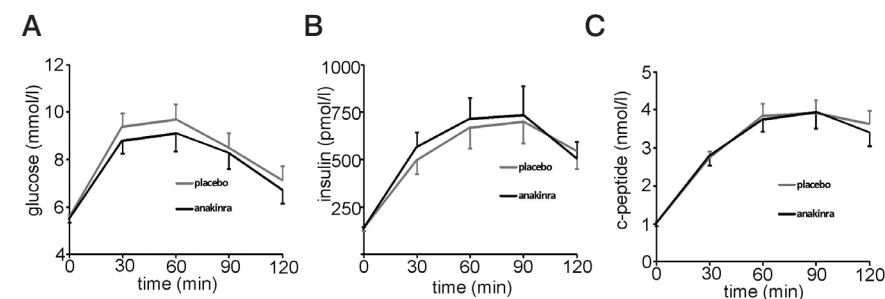 A
B
C
glucose (mmol/l)
12
10
8
6
4
placebo
anakinra
0
30
60
90
120
time (min)
insulin (pmol/l)
1000
750
500
250
placebo
anakinra
0
30
60
90
120
time (min)
c-peptide (nmol/l)
5
4
3
2
1
0
placebo
anakinra
0
30
60
90
120
time (min)